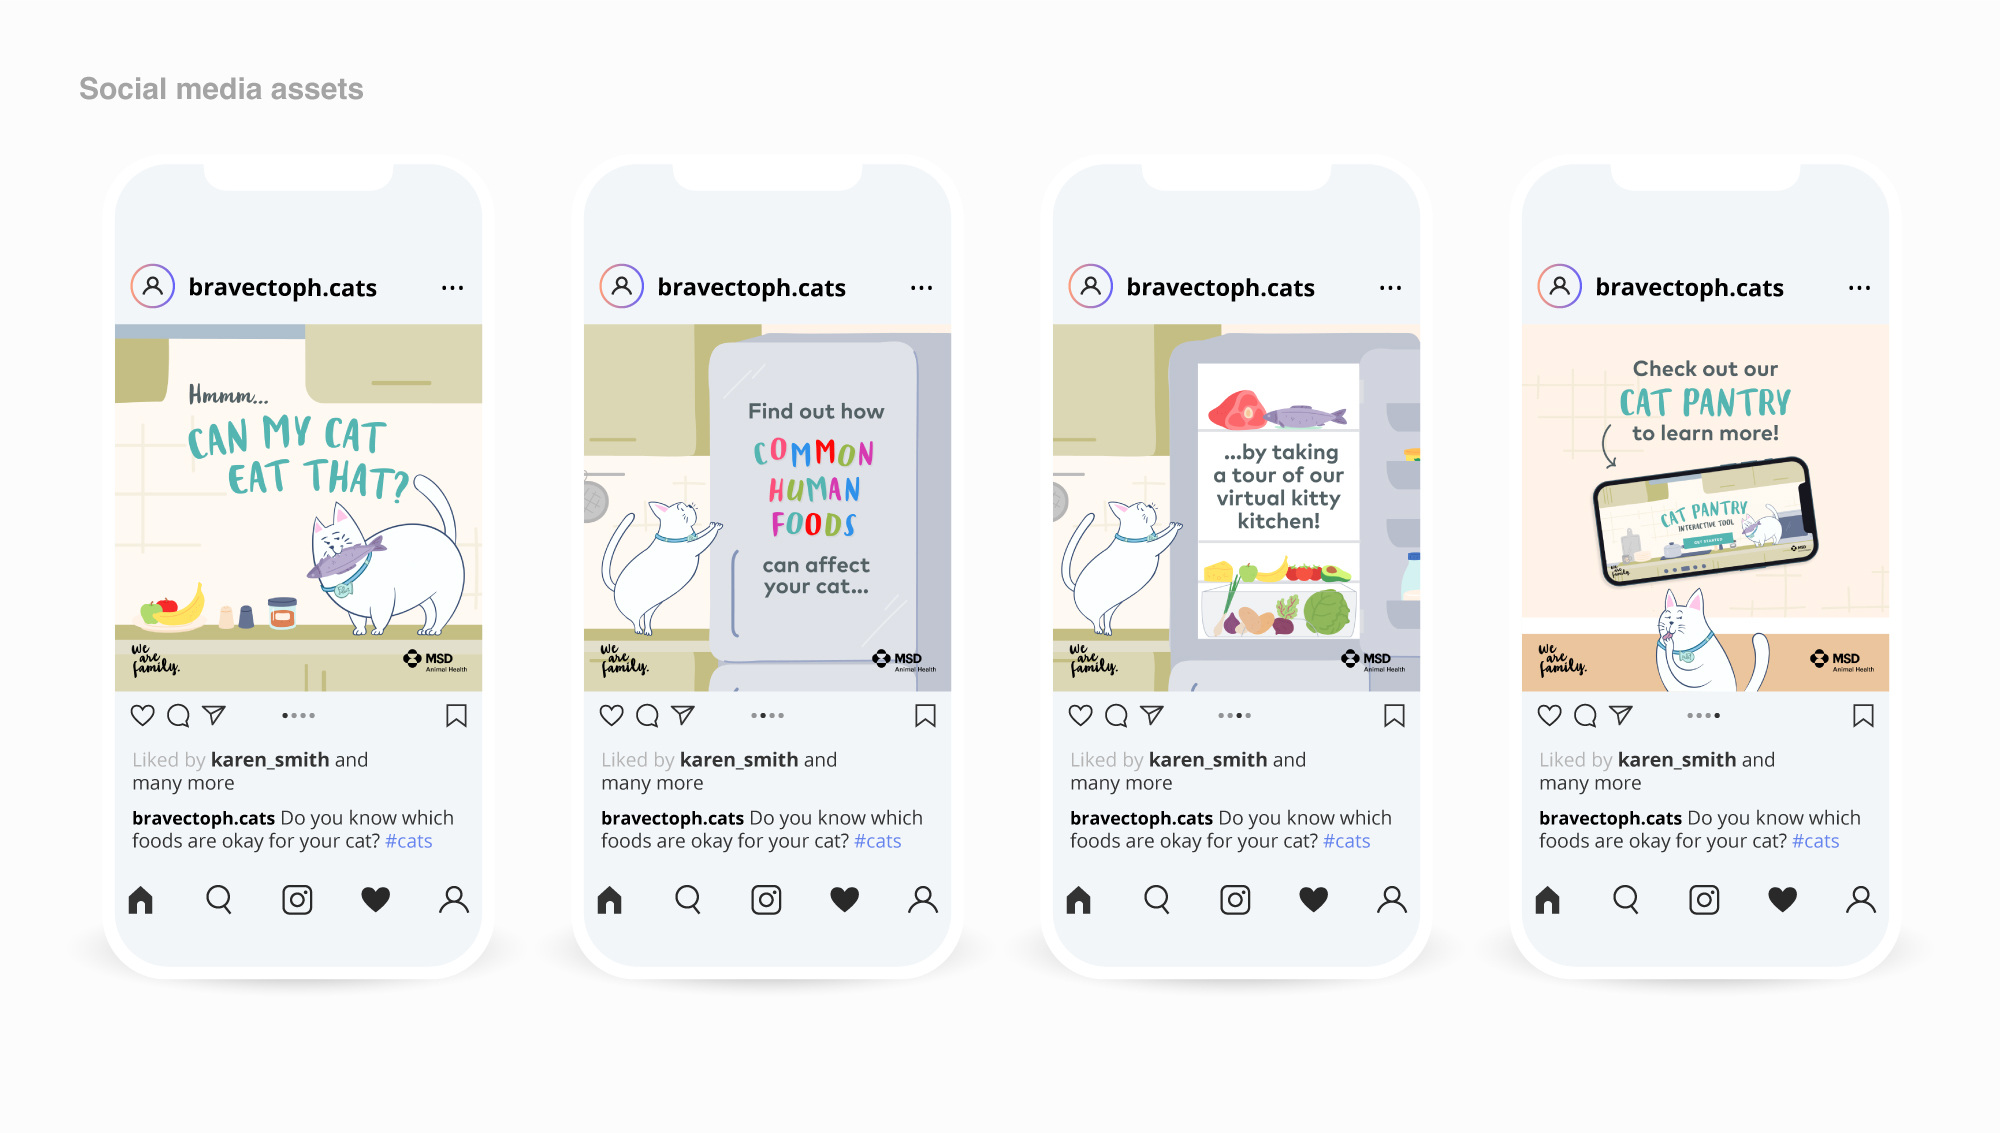 Social media assets
bravectoph.cats
Hmmm...
CAN MY CAT
EAT THAT?
We
are
family.
MSD
Animal Health
Liked by karen_smith and
many more
bravectoph.cats Do you know which
foods are okay for your cat? #cats
bravectoph.cats
Find out how
COMMON
HUMAN
FOODS
can affect
your cat...
We
are
family.
MSD
Animal Health
Liked by karen_smith and
many more
bravectoph.cats Do you know which
foods are okay for your cat? #cats
bravectoph.cats
...by taking
a tour of our
virtual kitty
kitchen!
We
are
family.
MSD
Animal Health
Liked by karen_smith and
many more
bravectoph.cats Do you know which
foods are okay for your cat? #cats
bravectoph.cats
Check out our
CAT PANTRY
to learn more!
CAT PANTRY
INTERACTIVE TOOL
GET STARTED
We
are
family.
MSD
We
are
family.
MSD
Animal Health
Liked by karen_smith and
many more
bravectoph.cats Do you know which
foods are okay for your cat? #cats